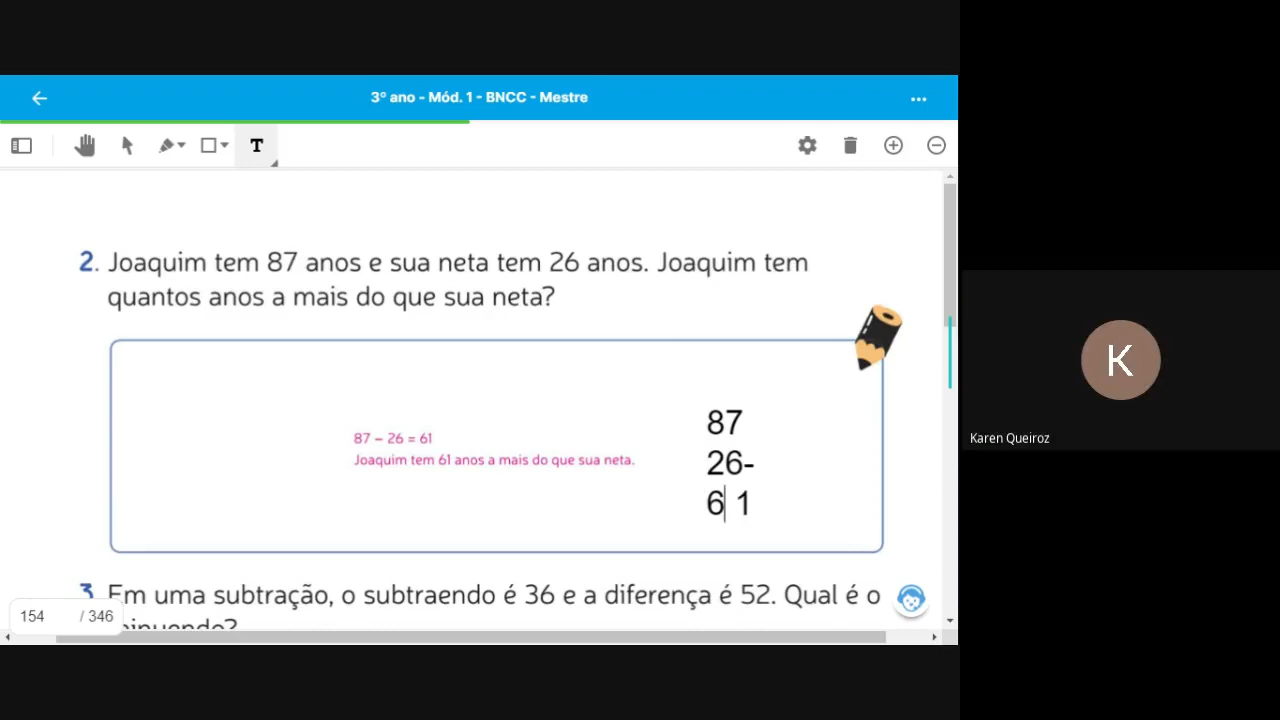 3º ano - Mód. 1 - BNCC - Mestre
T
2. Joaquim tem 87 anos e sua neta tem 26 anos. Joaquim tem
quantos anos a mais do que sua neta?
87 – 26 = 61
Joaquim tem 61 anos a mais do que sua neta.
87
26-
6 1
3. Em uma subtração, o subtraendo é 36 e a diferença é 52. Qual é o
minuendo?
154 / 346
K
Karen Queiroz